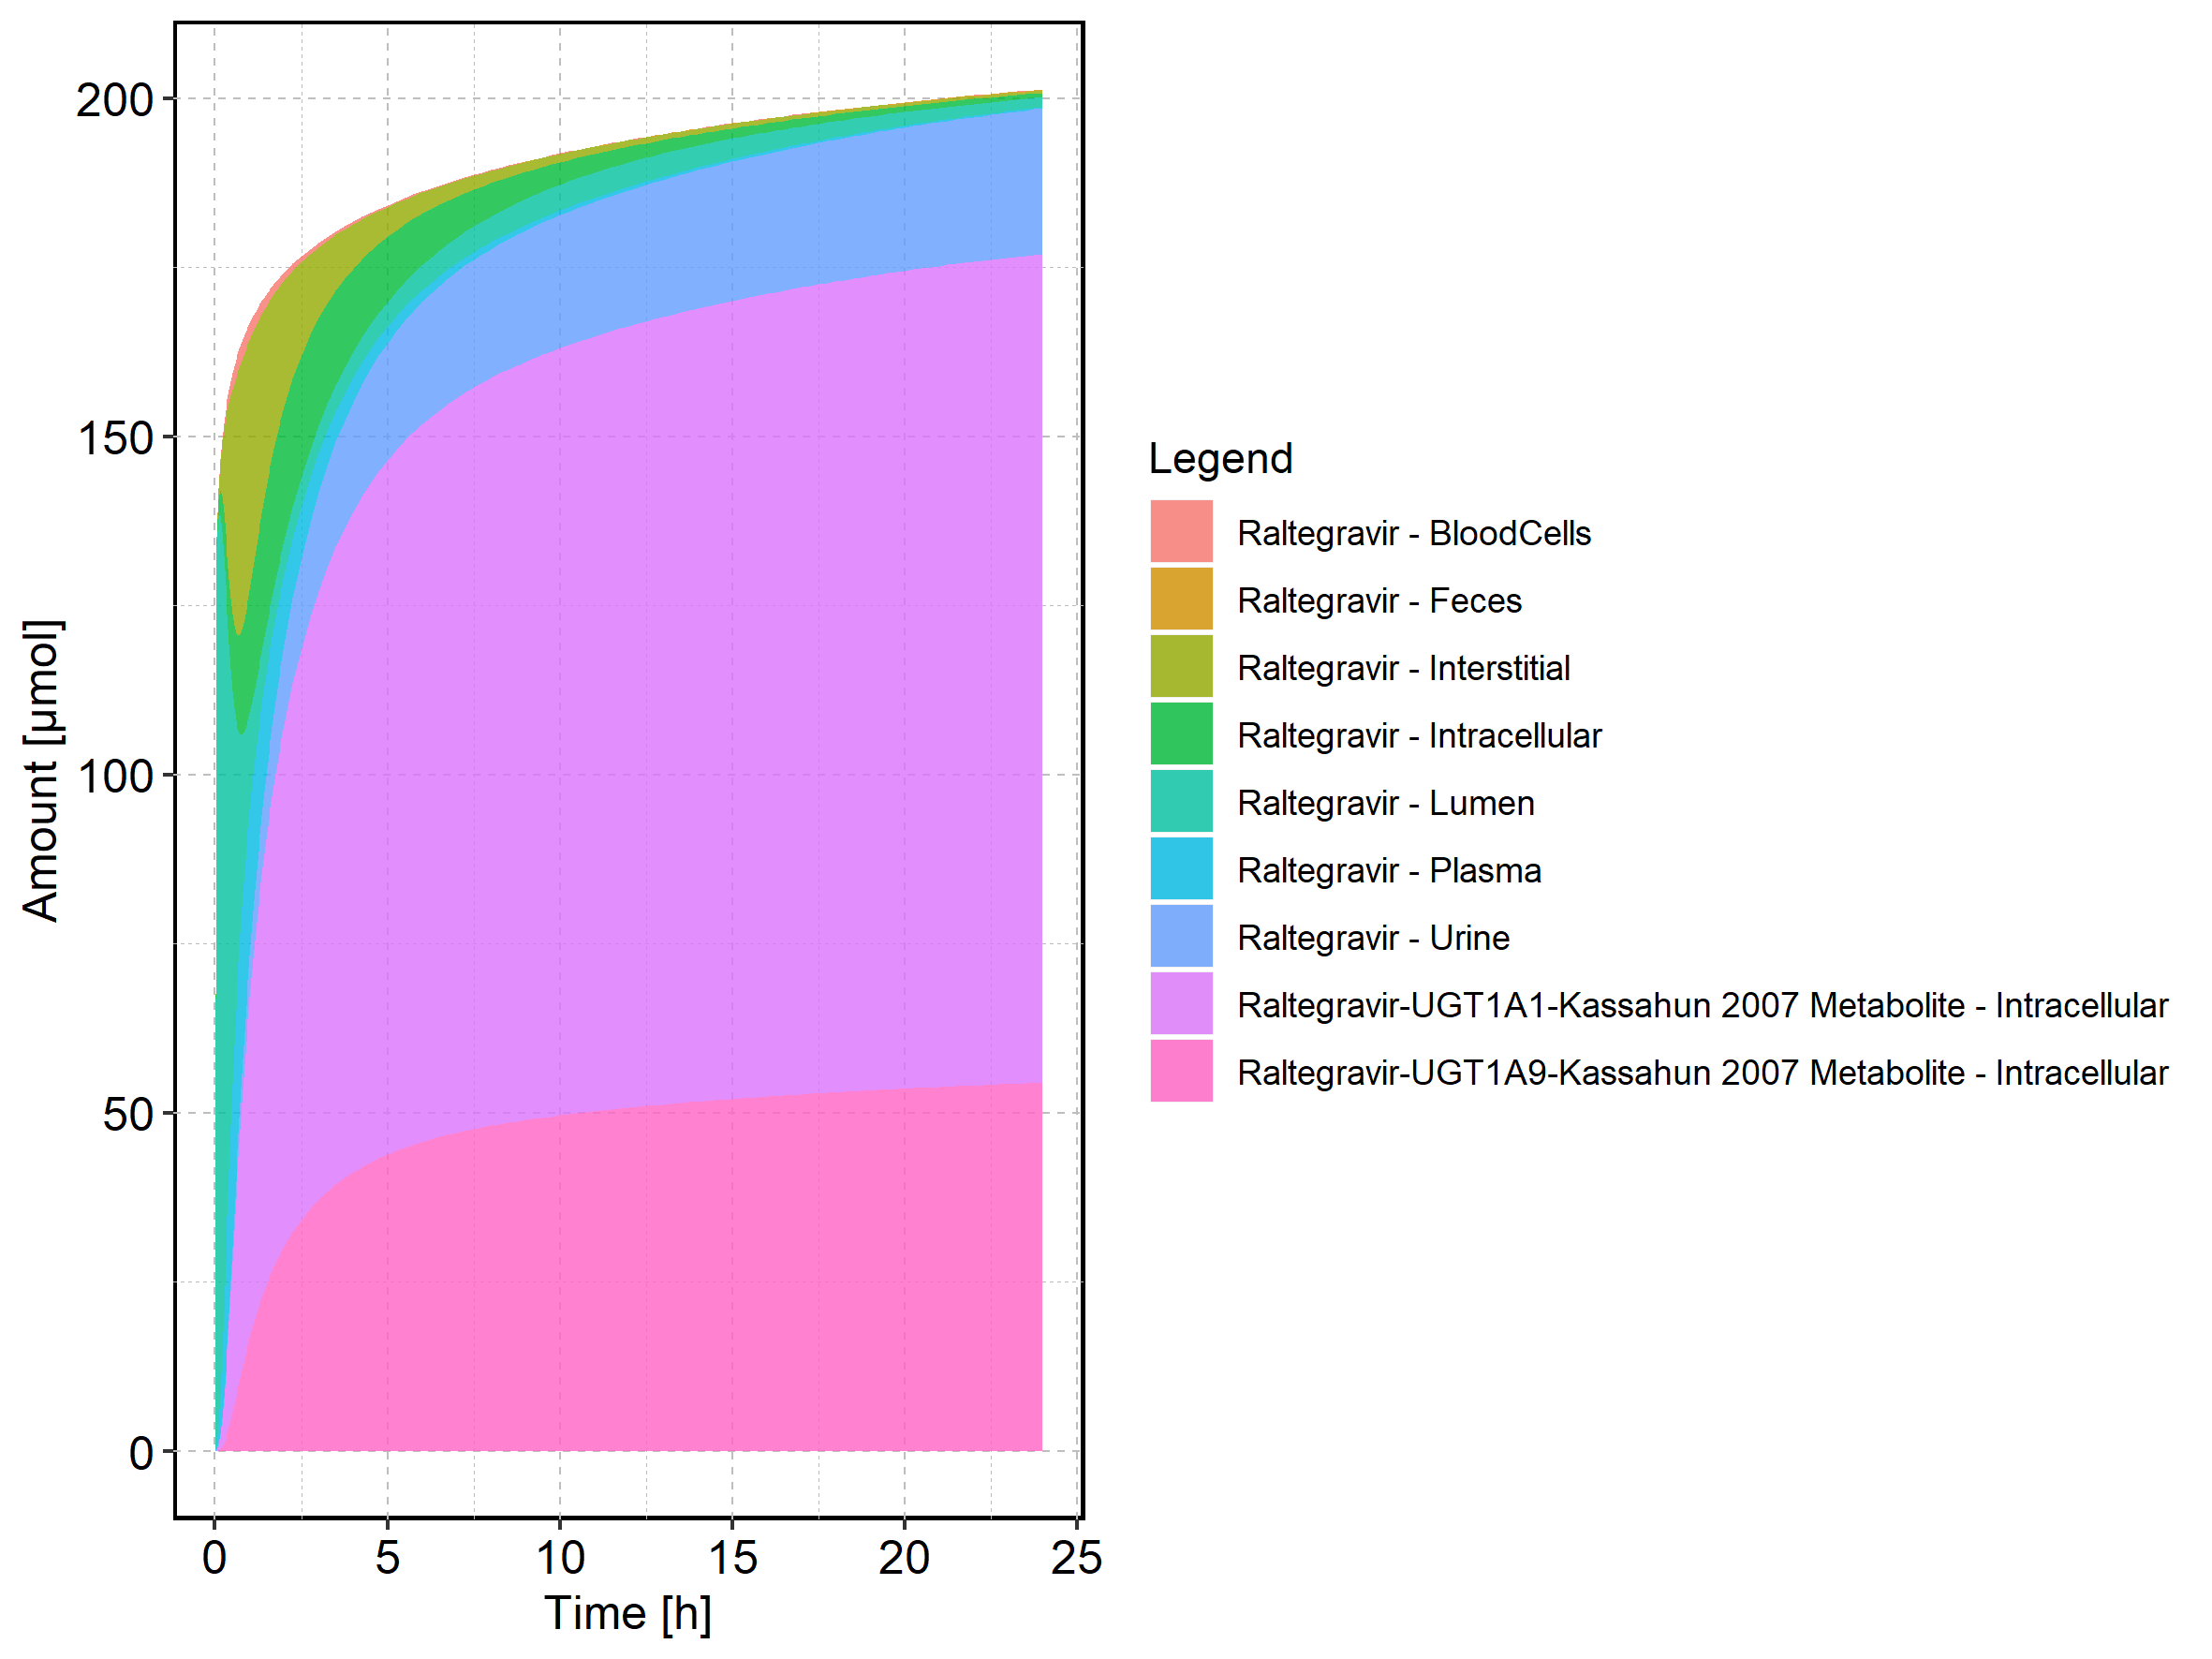 200
150
100
50
0
Amount [µmol]
0 5 10 15 20 25
Time [h]
Legend
Raltegravir - BloodCells
Raltegravir - Feces
Raltegravir - Interstitial
Raltegravir - Intracellular
Raltegravir - Lumen
Raltegravir - Plasma
Raltegravir - Urine
Raltegravir-UGT1A1-Kassahun 2007 Metabolite - Intracellular
Raltegravir-UGT1A9-Kassahun 2007 Metabolite - Intracellular